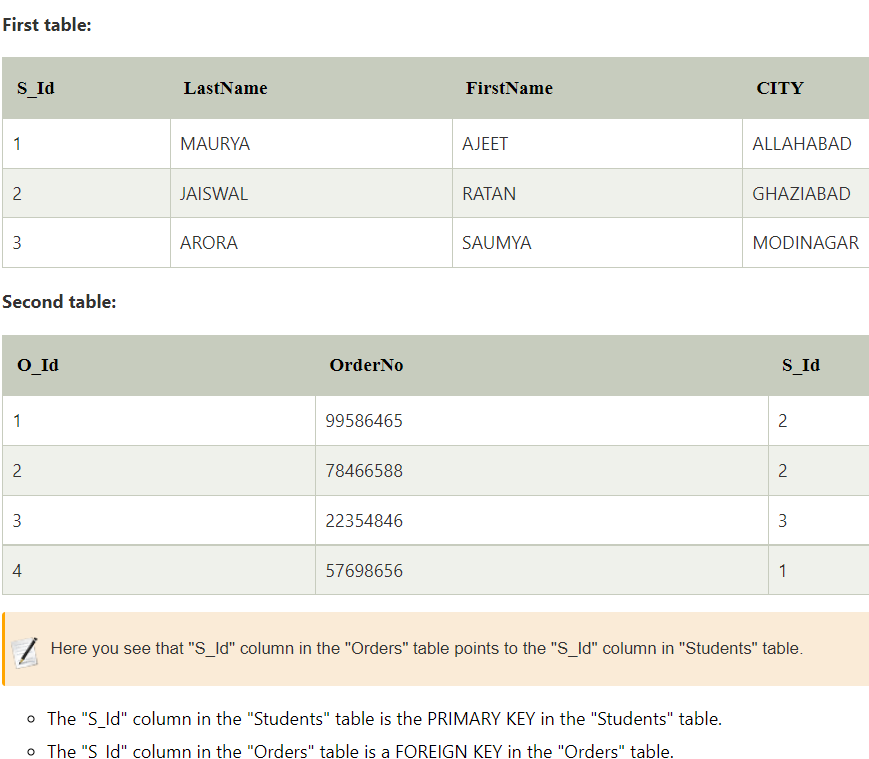 First table:
S_Id LastName FirstName CITY
1 MAURYA AJEET ALLAHABAD
2 JAISWAL RATAN GHAZIABAD
3 ARORA SAUMYA MODINAGAR
Second table:
O_Id OrderNo S_Id
1 99586465 2
2 78466588 2
3 22354846 3
4 57698656 1
Here you see that "S_Id" column in the "Orders" table points to the "S_Id" column in "Students" table.
The "S_Id" column in the "Students" table is the PRIMARY KEY in the "Students" table.
The "S_Id" column in the "Orders" table is a FOREIGN KEY in the "Orders" table.